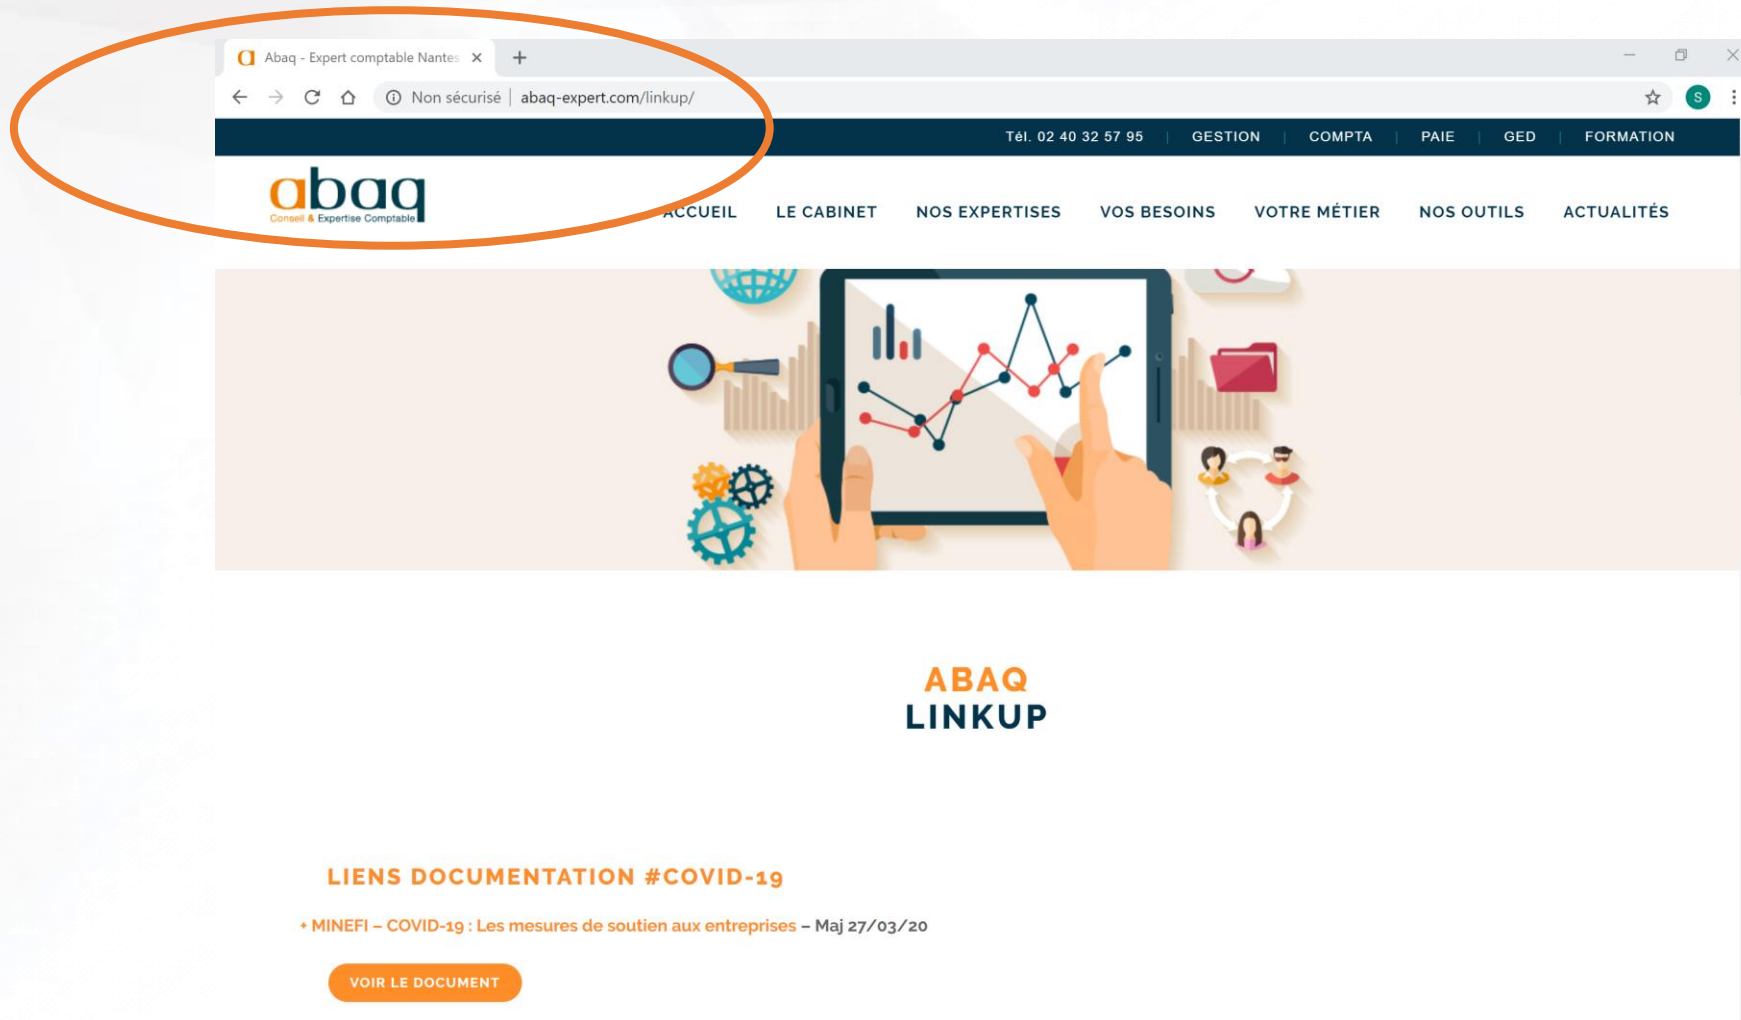 Abaq - Expert comptable Nantes
Non sécurisé | abaq-expert.com/linkup/
S
Tél. 02 40 32 57 95 | GESTION | COMPTA | PAIE | GED | FORMATION
abaq
Conseil & Expertise Comptable
ACCUEIL LE CABINET NOS EXPERTISES VOS BESOINS VOTRE MÉTIER NOS OUTILS ACTUALITÉS
ABAQ
LINKUP
LIENS DOCUMENTATION #COVID-19
+ MINEFI – COVID-19 : Les mesures de soutien aux entreprises – Maj 27/03/20
VOIR LE DOCUMENT